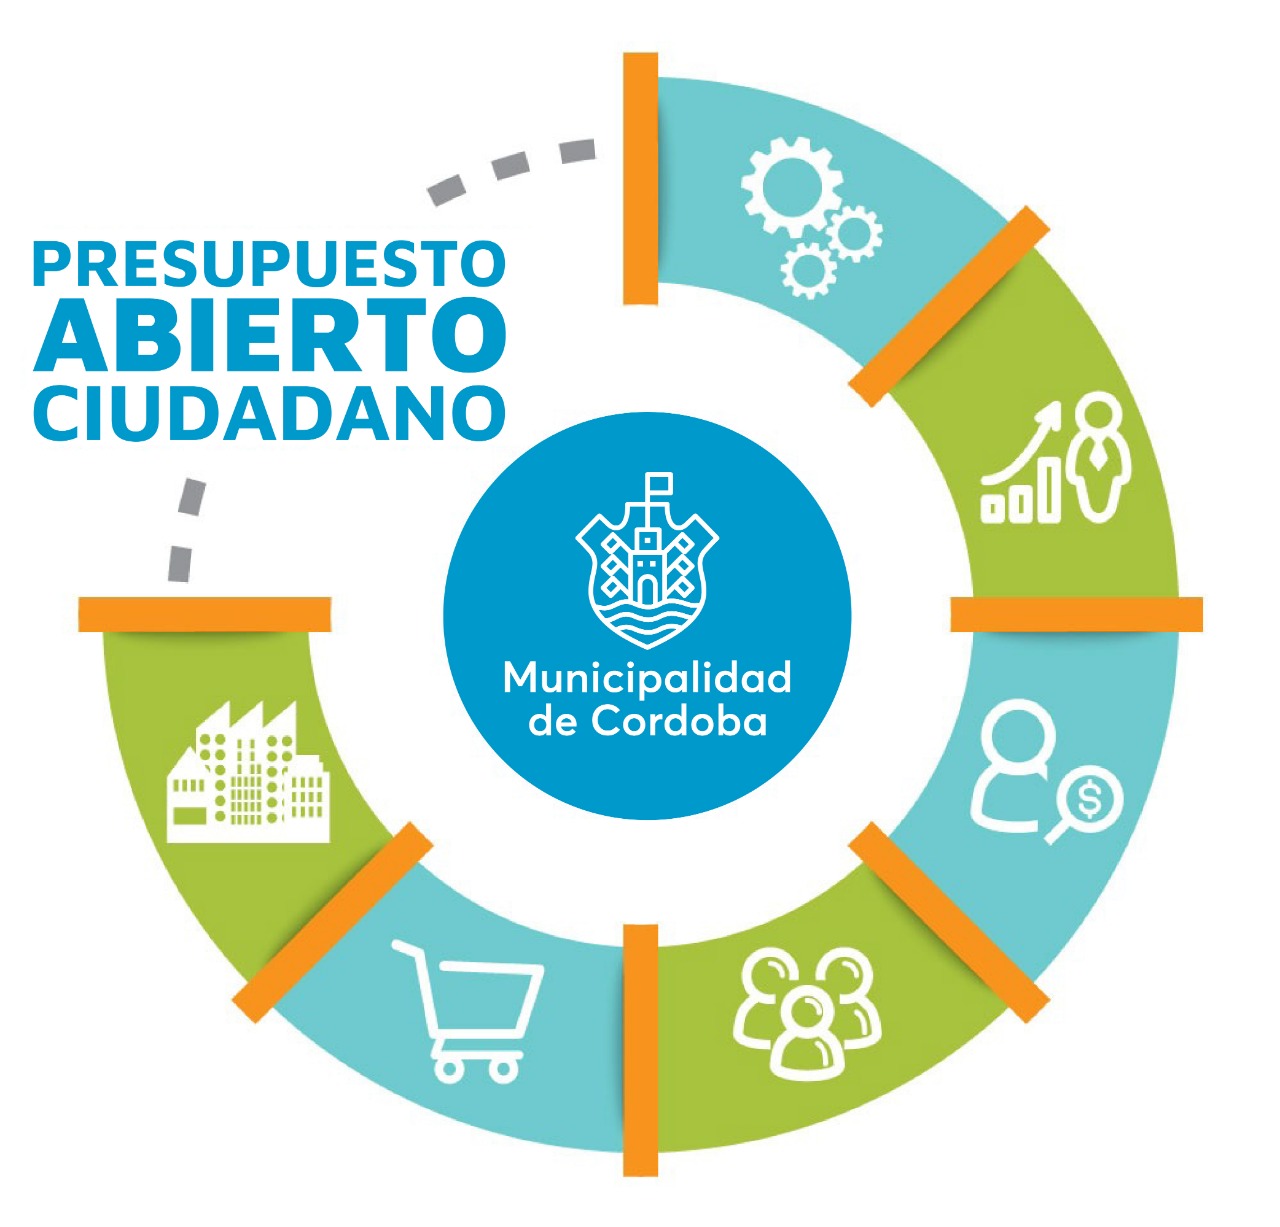 PRESUPUESTO
ABIERTO
CIUDADANO
Municipalidad
de Cordoba
$